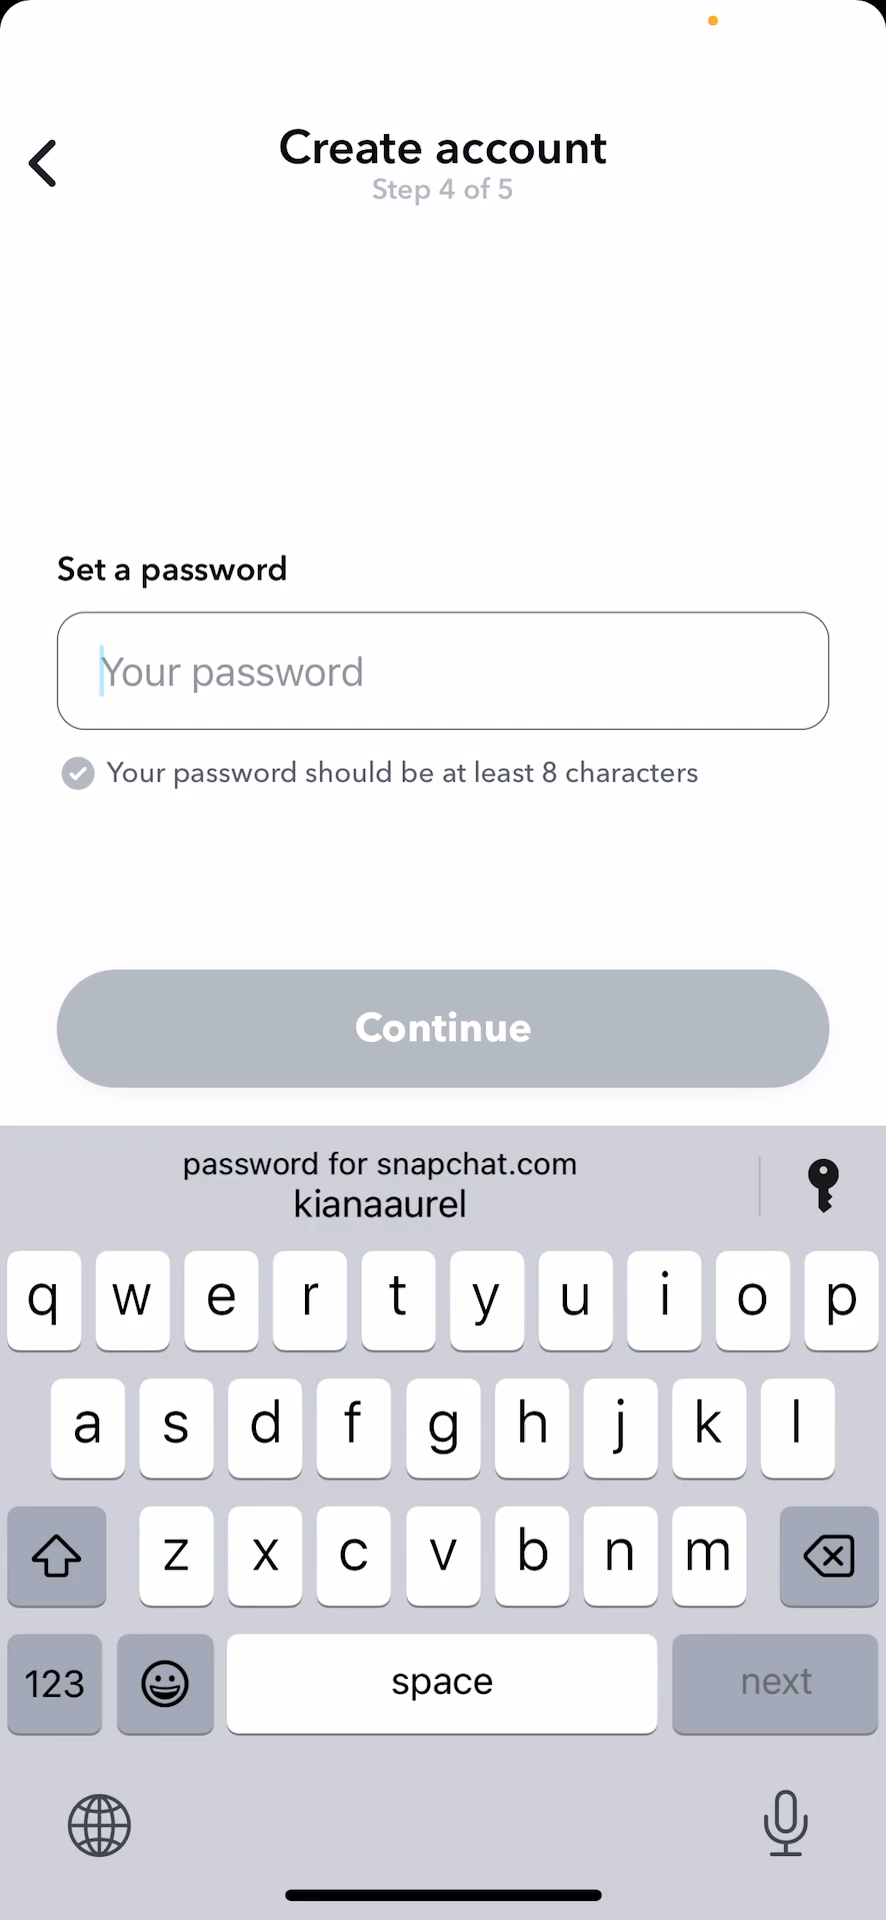 Create account
Step 4 of 5
Set a password
Your password
Your password should be at least 8 characters
Continue
password for snapchat.com
kianaaurel
q w e r t y u i o p
a s d f g h j k l
z x c v b n m
123 space next